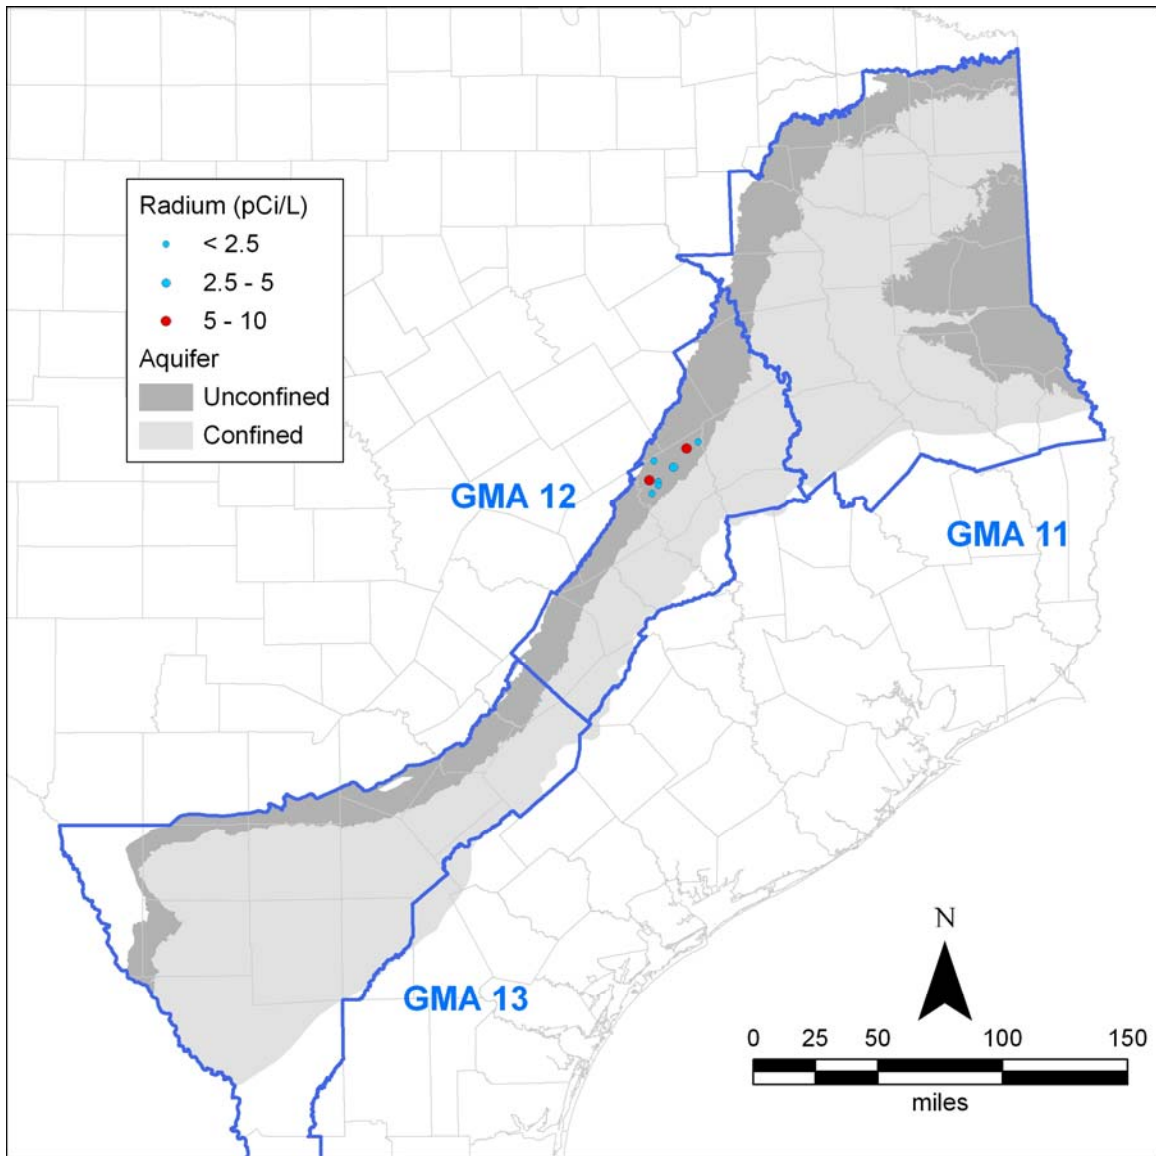 Radium (pCi/L)
< 2.5
2.5 - 5
5 - 10
Aquifer
Unconfined
Confined
GMA 12
GMA 11
GMA 13
N
0 25 50 100 150
miles